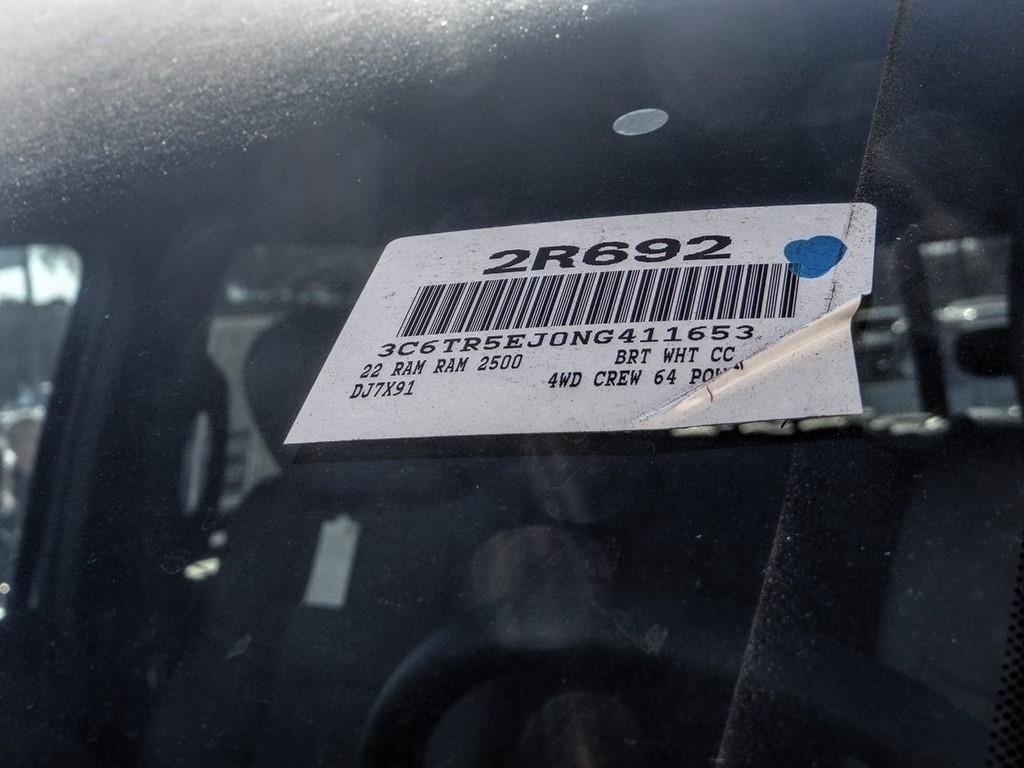 2R692
3C6TR5EJ0NG411653
22 RAM RAM 2500 BRT WHT CC
DJ7X91 4WD CREW 64